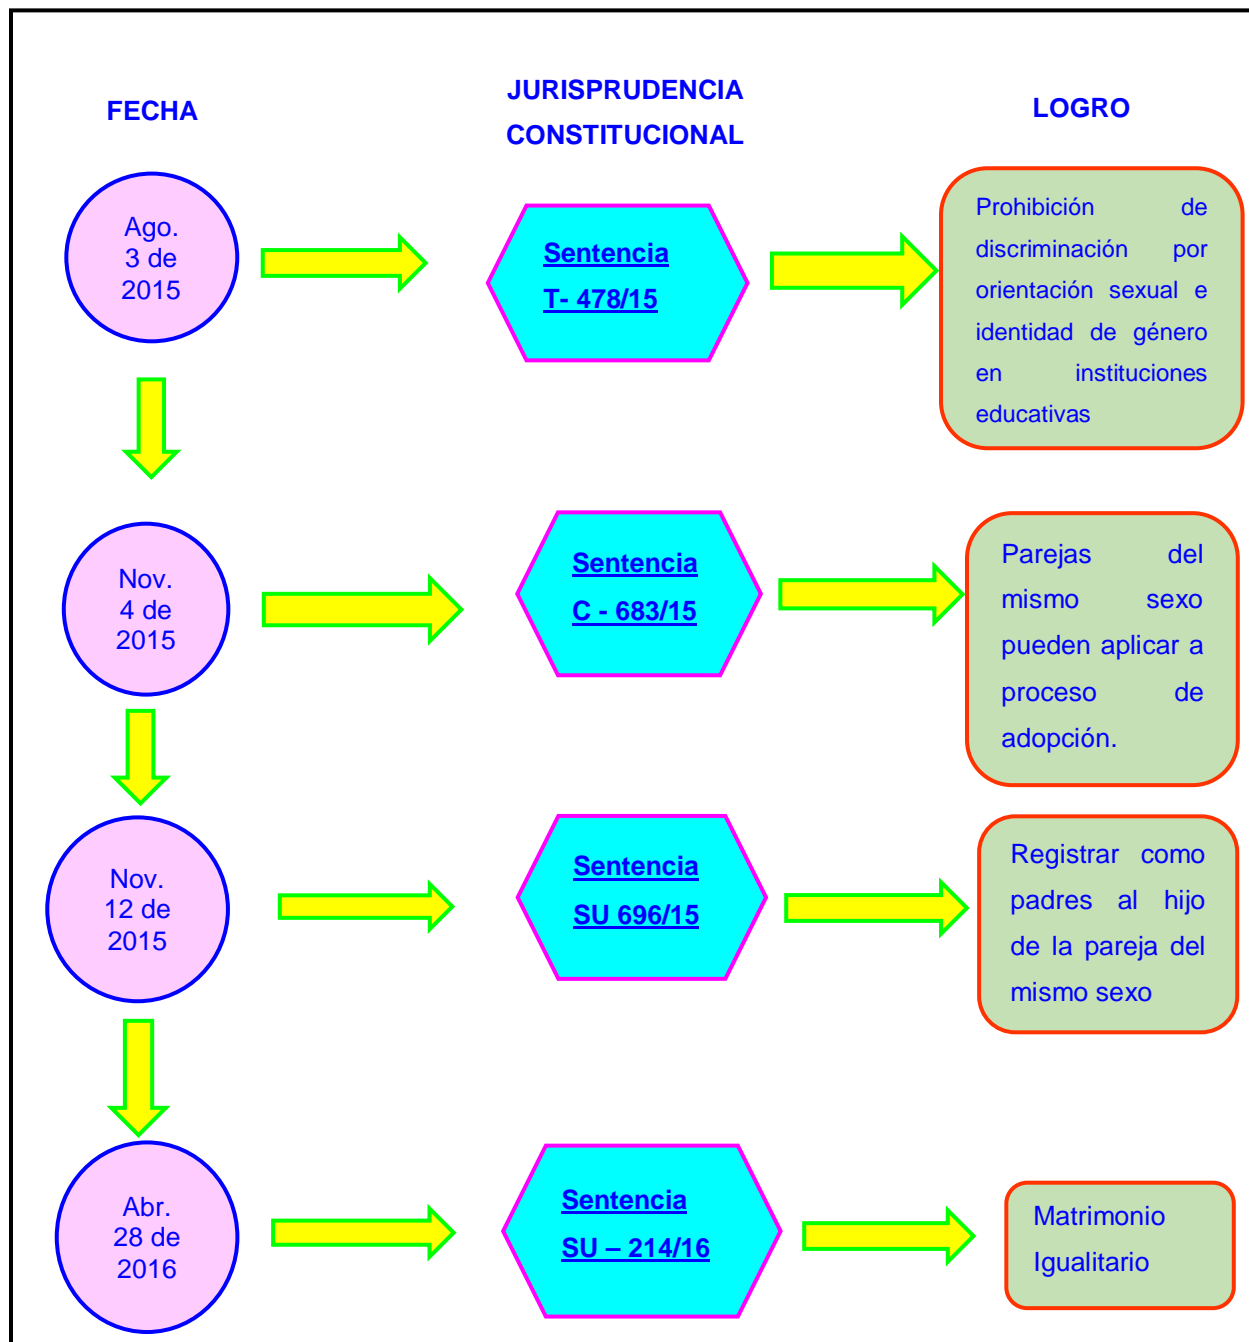 FECHA
JURISPRUDENCIA
CONSTITUCIONAL
LOGRO
Ago.
3 de
2015
Sentencia
T- 478/15
Prohibición de
discriminación por
orientación sexual e
identidad de género
en instituciones
educativas
Nov.
4 de
2015
Sentencia
C - 683/15
Parejas del
mismo sexo
pueden aplicar a
proceso de
adopción.
Nov.
12 de
2015
Sentencia
SU 696/15
Registrar como
padres al hijo
de la pareja del
mismo sexo
Abr.
28 de
2016
Sentencia
SU – 214/16
Matrimonio
Igualitario